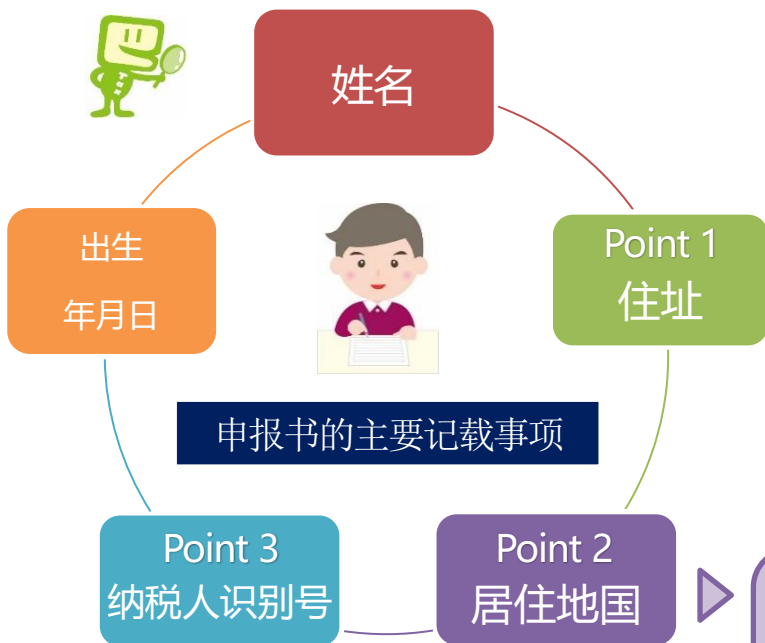 姓名
出生
年月日
Point 1
住址
申报书的主要记载事项
Point 3
纳税人识别号
Point 2
居住地国